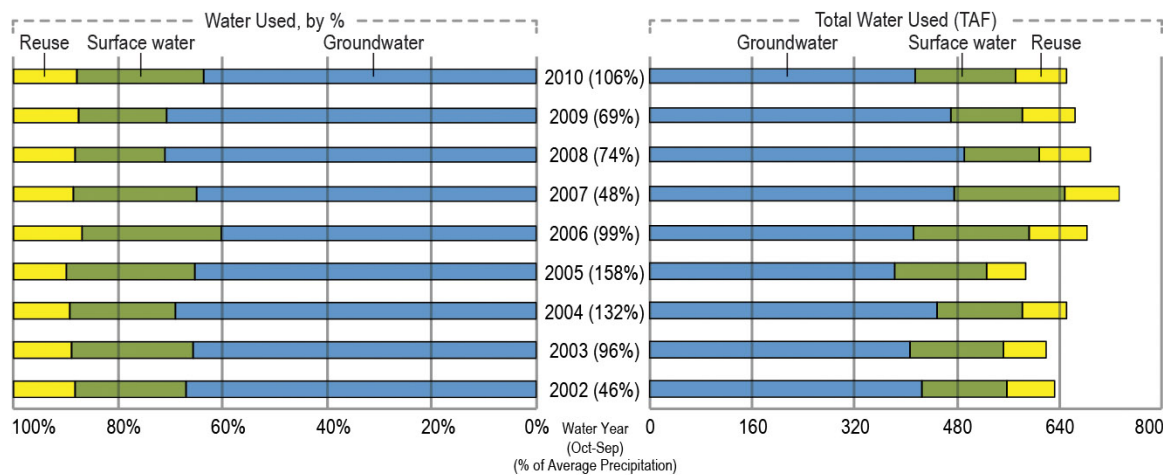 Water Used, by %
Total Water Used (TAF)
Reuse Surface water Groundwater
Groundwater Surface water Reuse
2010 (106%)
2009 (69%)
2008 (74%)
2007 (48%)
2006 (99%)
2005 (158%)
2004 (132%)
2003 (96%)
2002 (46%)
100% 80% 60% 40% 20% 0%
Water Year
(Oct-Sep)
(% of Average Precipitation)
0 160 320 480 640 800